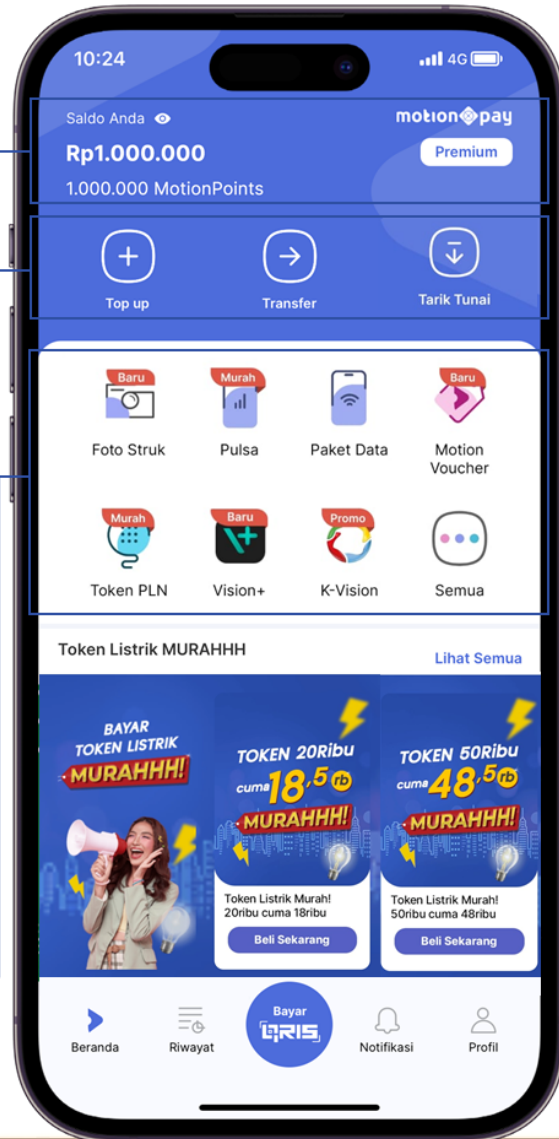 10:24
4G
Saldo Anda
motion pay
Rp1.000.000
Premium
1.000.000 MotionPoints
Top up
Transfer
Tarik Tunai
Baru
Murah
Baru
Foto Struk
Pulsa
Paket Data
Motion
Voucher
Murah
Baru
Promo
Token PLN
Vision+
K-Vision
Semua
Token Listrik MURAHHH
Lihat Semua
BAYAR
TOKEN LISTRIK
MURAHHH!
TOKEN 20Ribu
cuma 18,5 rb
MURAHHH!
Token Listrik Murah!
20ribu cuma 18ribu
Beli Sekarang
TOKEN 50Ribu
cuma 48,5 rb
MURAHHH!
Token Listrik Murah!
50ribu cuma 48ribu
Beli Sekarang
Beranda
Riwayat
Bayar
QRIS
Notifikasi
Profil